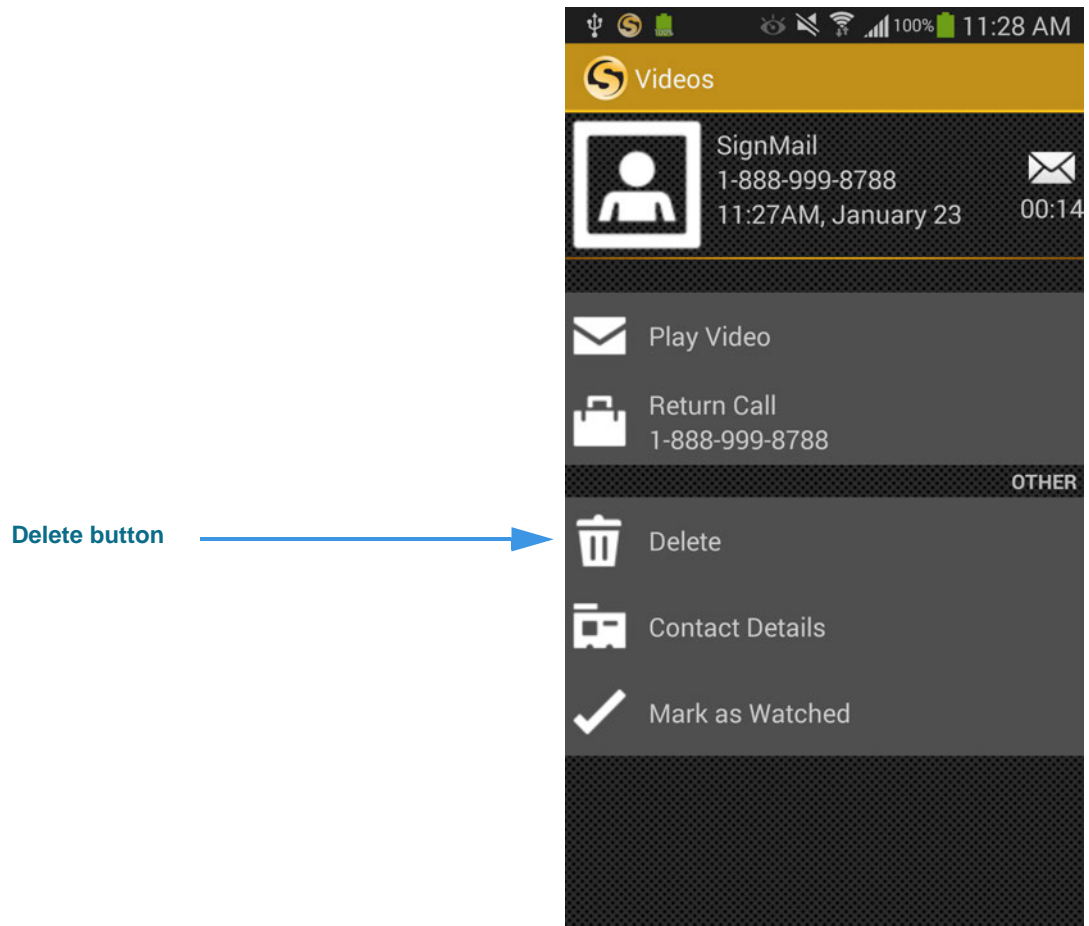 100% 11:28 AM
100%
Videos
SignMail
1-888-999-8788
11:27AM, January 23
00:14
Play Video
Return Call
1-888-999-8788
OTHER
Delete button
Delete
Contact Details
Mark as Watched